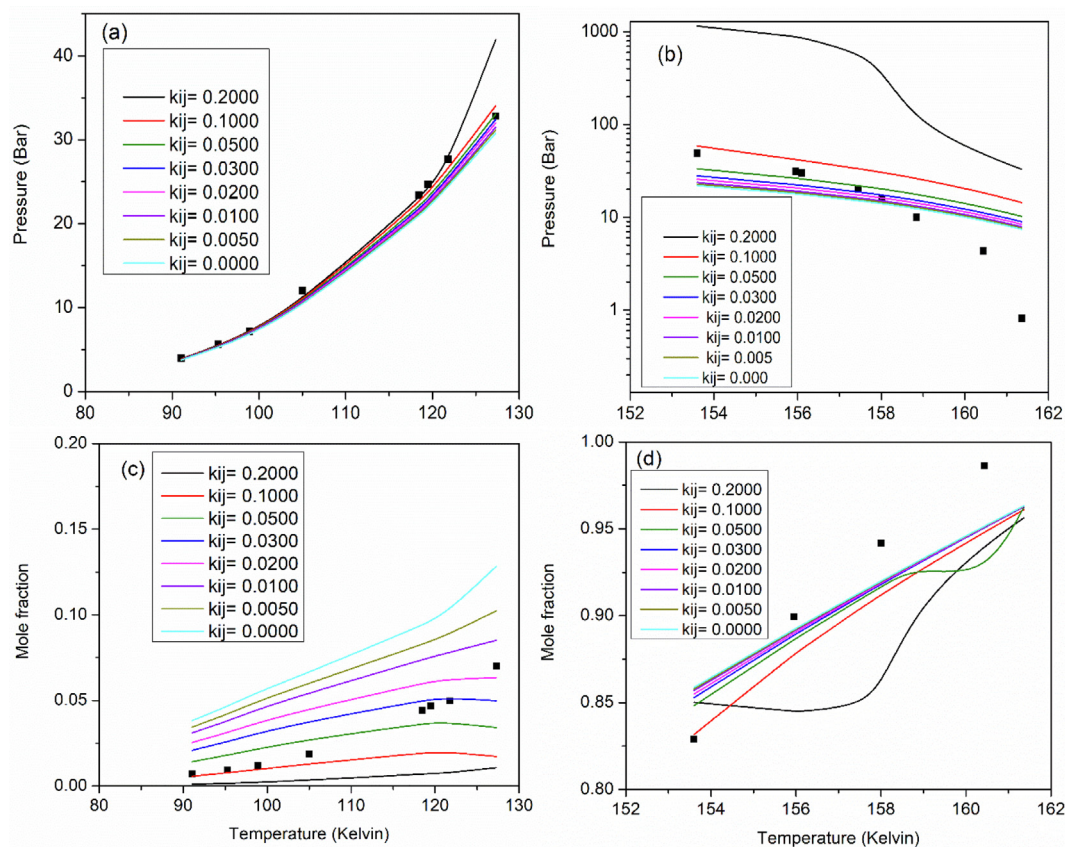 (a)
Pressure (Bar)
40
30
20
10
0
kij= 0.2000
kij= 0.1000
kij= 0.0500
kij= 0.0300
kij= 0.0200
kij= 0.0100
kij= 0.0050
kij= 0.0000
80 90 100 110 120 130
(b)
Pressure (Bar)
1000
100
10
1
kij= 0.2000
kij= 0.1000
kij= 0.0500
kij= 0.0300
kij= 0.0200
kij= 0.0100
kij= 0.005
kij= 0.000
152 154 156 158 160 162
(c)
Mole fraction
0.20
0.15
0.10
0.05
0.00
kij= 0.2000
kij= 0.1000
kij= 0.0500
kij= 0.0300
kij= 0.0200
kij= 0.0100
kij= 0.0050
kij= 0.0000
80 90 100 110 120 130
Temperature (Kelvin)
(d)
Mole fraction
1.00
0.95
0.90
0.85
0.80
kij= 0.2000
kij= 0.1000
kij= 0.0500
kij= 0.0300
kij= 0.0200
kij= 0.0100
kij= 0.0050
kij= 0.0000
152 154 156 158 160 162
Temperature (Kelvin)